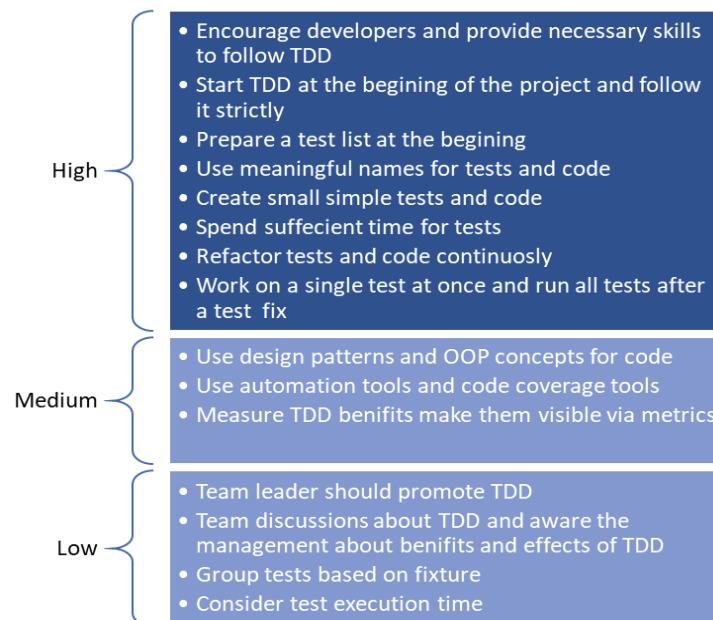 • Encourage developers and provide necessary skills
to follow TDD
• Start TDD at the begining of the project and follow
it strictly
• Prepare a test list at the begining
High
• Use meaningful names for tests and code
• Create small simple tests and code
• Spend suffecient time for tests
• Refactor tests and code continuosly
• Work on a single test at once and run all tests after
a test fix
• Use design patterns and OOP concepts for code
Medium
• Use automation tools and code coverage tools
• Measure TDD benifits make them visible via metrics
• Team leader should promote TDD
• Team discussions about TDD and aware the
management about benifits and effects of TDD
Low
• Group tests based on fixture
• Consider test execution time